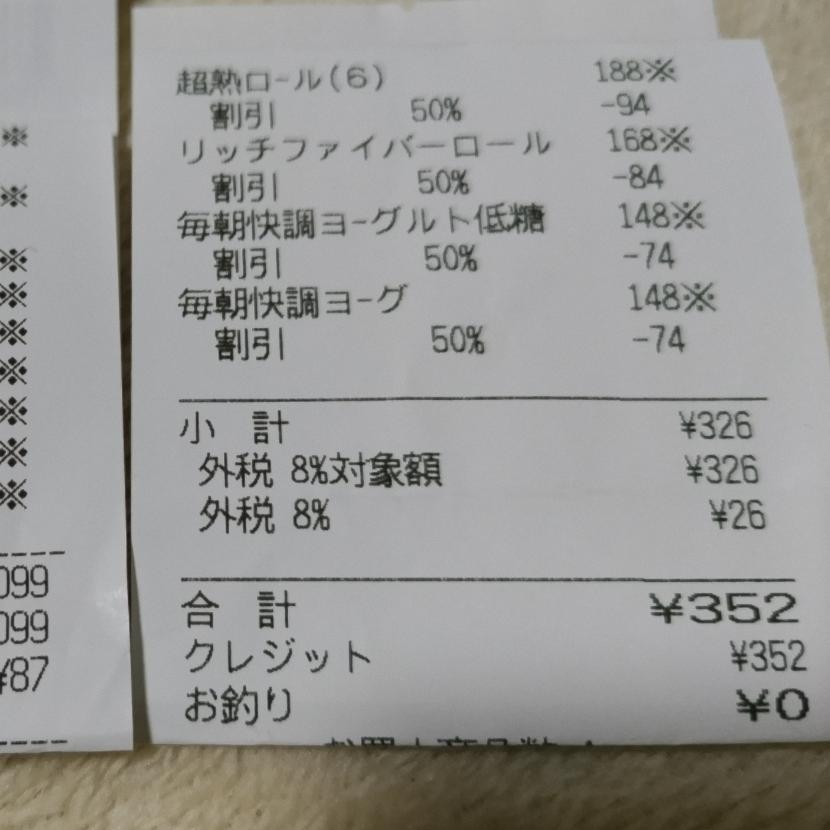 超熟ロール(6) 188※
割引 50% -94
リッチファイバーロール 168※
割引 50% -84
毎朝快調ヨーグルト低糖 148※
割引 50% -74
毎朝快調ヨーグ 148※
割引 50% -74
小 計 ¥326
外税 8%対象額 ¥326
外税 8% ¥26
合 計 ¥352
クレジット ¥352
お釣り ¥0
※
※
※
※
※
※
※
※
※
099
099
¥87